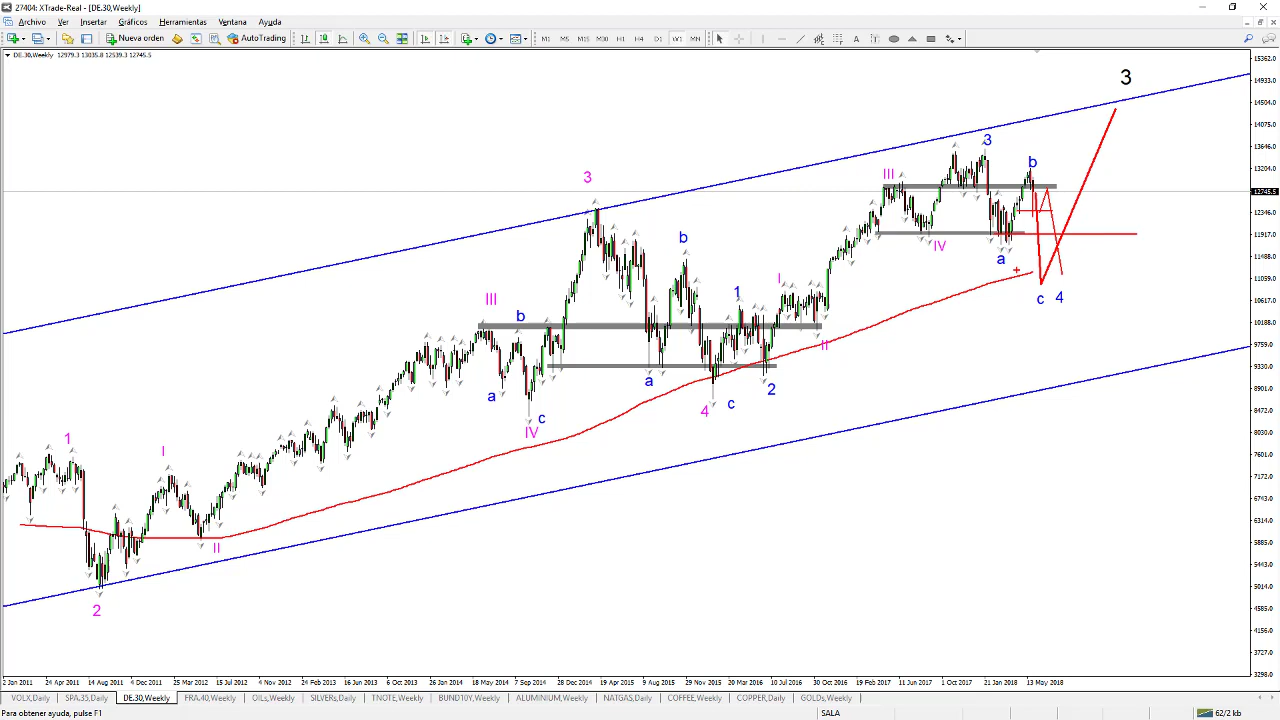 27404: XTrade-Real - [DE.30,Weekly]
Archivo Ver Insertar Gráficos Herramientas Ventana Ayuda
Nueva orden AutoTrading M15 M30 H1 H4 D1 W1 MN A T
DE.30,Weekly 12979.3 13035.8 12539.3 12745.5
15362.0
14933.0
14504.0
14075.0
13646.0
13204.0
12745.5
12346.0
11917.0
11488.0
11059.0
10617.0
10188.0
9759.0
9330.0
8901.0
8472.0
8030.0
7601.0
7172.0
6743.0
6314.0
5885.0
5443.0
5014.0
4585.0
4156.0
3727.0
3298.0
3
3
b
3
III
b
IV
a
I
1
III
b
c 4
II
a
2
a
c
4
c
IV
1
I
II
2
2 Jan 2011 24 Apr 2011 14 Aug 2011 4 Dec 2011 25 Mar 2012 15 Jul 2012 4 Nov 2012 24 Feb 2013 16 Jun 2013 6 Oct 2013 26 Jan 2014 18 May 2014 7 Sep 2014 28 Dec 2014 19 Apr 2015 9 Aug 2015 29 Nov 2015 20 Mar 2016 10 Jul 2016 30 Oct 2016 19 Feb 2017 11 Jun 2017 1 Oct 2017 21 Jan 2018 13 May 2018
VOLX,Daily SPA.35,Daily DE.30,Weekly FRA.40,Weekly OILs,Weekly SILVERs,Daily TNOTE,Weekly BUND10Y,Weekly ALUMINIUM,Weekly NATGAS,Daily COFFEE,Weekly COPPER,Daily GOLDs,Weekly
Para obtener ayuda, pulse F1 SALA 62/2 kb